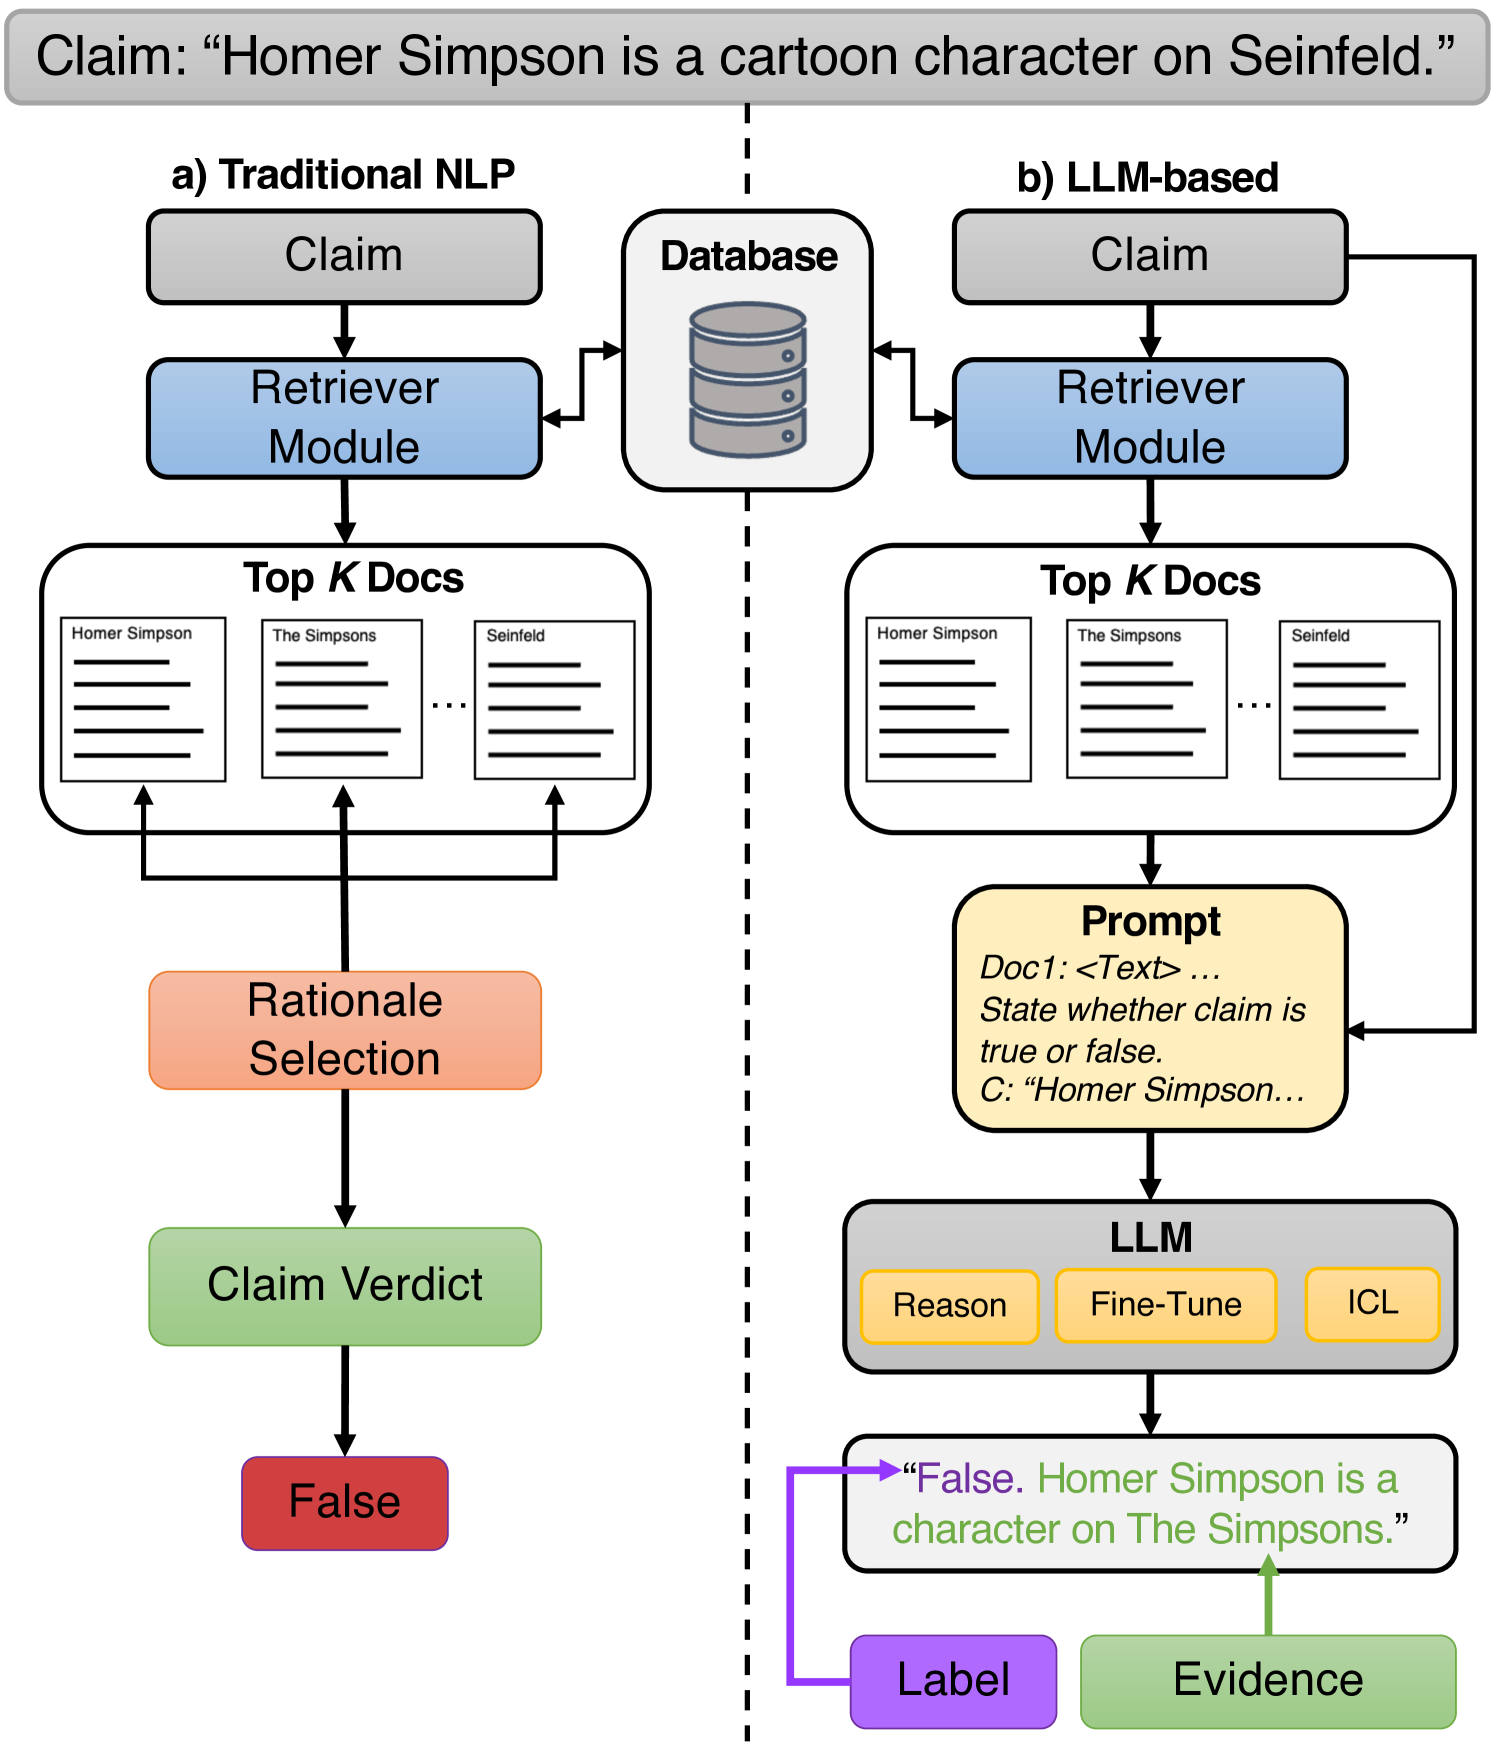 Claim: “Homer Simpson is a cartoon character on Seinfeld.”
a) Traditional NLP
Claim
Retriever
Module
Top K Docs
Homer Simpson
The Simpsons
...
Seinfeld
Rationale
Selection
Claim Verdict
False
Database
b) LLM-based
Claim
Retriever
Module
Top K Docs
Homer Simpson
The Simpsons
...
Seinfeld
Prompt
Doc1: <Text> …
State whether claim is
true or false.
C: “Homer Simpson…
LLM
Reason
Fine-Tune
ICL
“False. Homer Simpson is a
character on The Simpsons.”
Label
Evidence